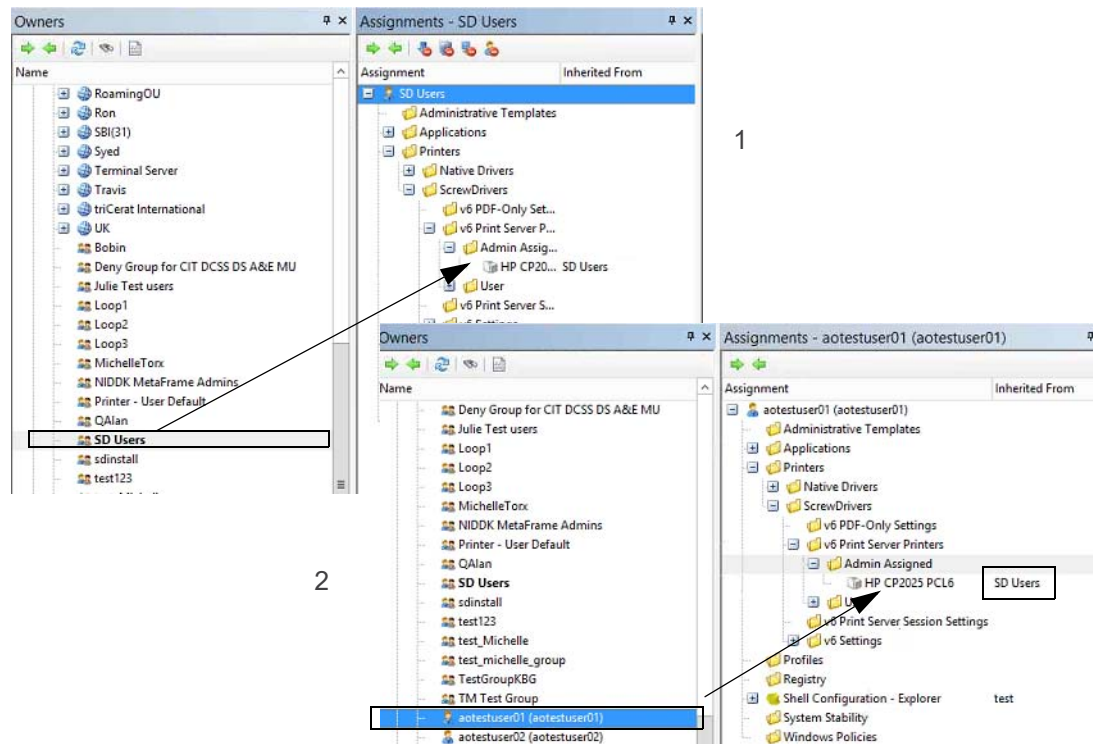 Owners
Name
RoamingOU
Ron
SBI(31)
Syed
Terminal Server
Travis
triCerat International
UK
Bobin
Deny Group for CIT DCSS DS A&E MU
Julie Test users
Loop1
Loop2
Loop3
MichelleTorx
NIDDK MetaFrame Admins
Printer - User Default
QAlan
SD Users
sdinstall
test123
Assignments - SD Users
Assignment Inherited From
SD Users
Administrative Templates
Applications
Printers
Native Drivers
ScrewDrivers
v6 PDF-Only Set...
v6 Print Server P...
Admin Assig...
HP CP20... SD Users
User
v6 Print Server S...
v6 Settings
1
2
Owners
Name
Deny Group for CIT DCSS DS A&E MU
Julie Test users
Loop1
Loop2
Loop3
MichelleTorx
NIDDK MetaFrame Admins
Printer - User Default
QAlan
SD Users
sdinstall
test123
test_Michelle
test_michelle_group
TestGroupKBG
TM Test Group
aotestuser01 (aotestuser01)
aotestuser02 (aotestuser02)
Assignments - aotestuser01 (aotestuser01)
Assignment Inherited From
aotestuser01 (aotestuser01)
Administrative Templates
Applications
Printers
Native Drivers
ScrewDrivers
v6 PDF-Only Settings
v6 Print Server Printers
Admin Assigned
HP CP2025 PCL6 SD Users
v6 Print Server Session Settings
v6 Settings
Profiles
Registry
Shell Configuration - Explorer test
System Stability
Windows Policies